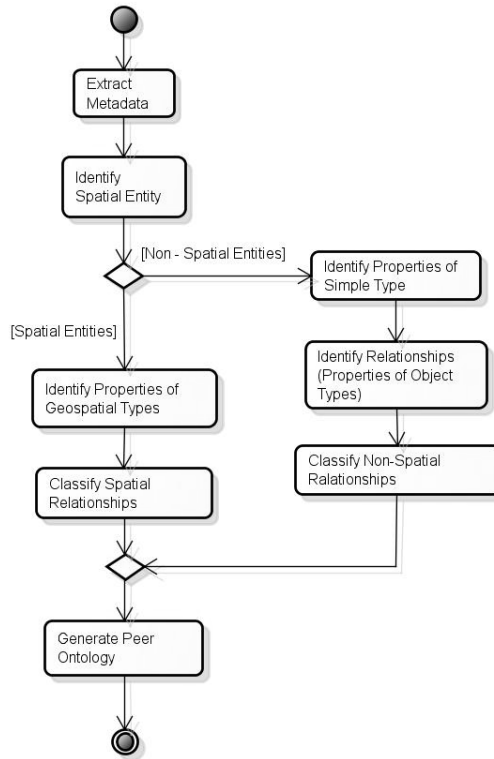 Extract
Metadata
Identify
Spatial Entity
[Non - Spatial Entities]
Identify Properties of
Simple Type
[Spatial Entities]
Identify Relationships
(Properties of Object
Types)
Identify Properties of
Geospatial Types
Classify Non-Spatial
Ralationships
Classify Spatial
Relationships
Generate Peer
Ontology